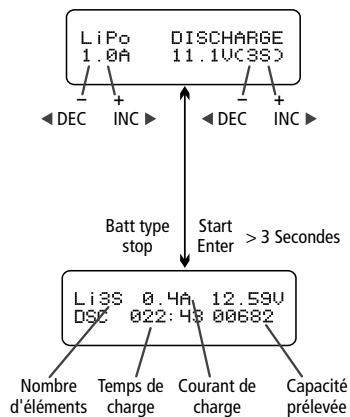 LiPo DISCHARGE
1.0A 11.1V(3S)
– + – +
◀ DEC INC ▶ ◀ DEC INC ▶
Batt type Start > 3 Secondes
stop Enter
Li3S 0.4A 12.59V
DSC 022:43 00682
Nombre Temps de Courant de Capacité
d'éléments charge charge prélevée